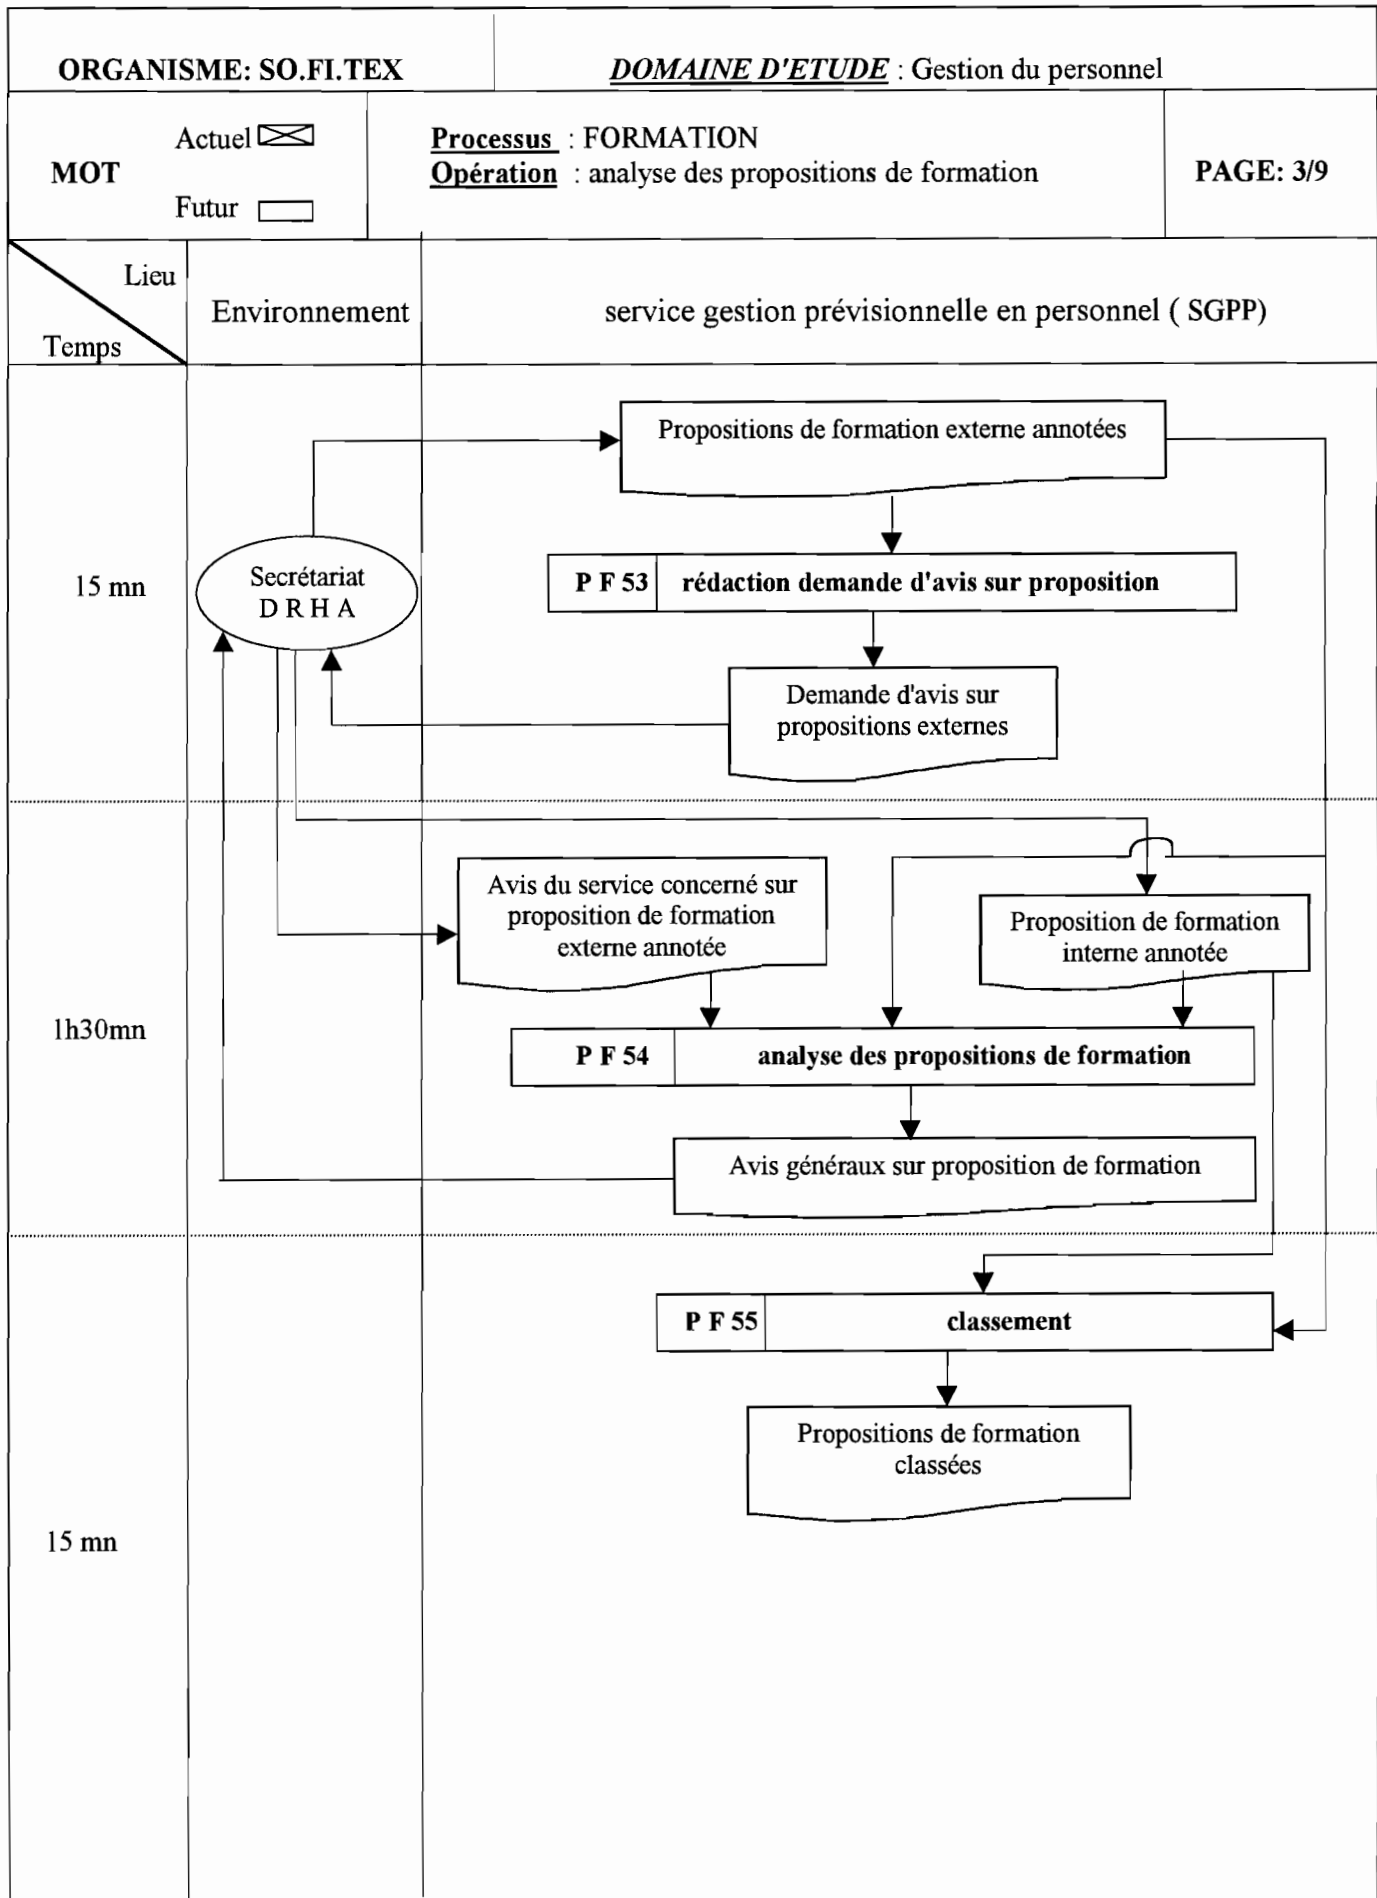 ORGANISME: SO.FI.TEX
DOMAINE D'ETUDE : Gestion du personnel
MOT
Actuel
Futur
Processus : FORMATION
Opération : analyse des propositions de formation
PAGE: 3/9
Lieu
Temps
Environnement
service gestion prévisionnelle en personnel ( SGPP)
Propositions de formation externe annotées
15 mn
Secrétariat
D R H A
P F 53
rédaction demande d'avis sur proposition
Demande d'avis sur
propositions externes
Avis du service concerné sur
proposition de formation
externe annotée
Proposition de formation
interne annotée
1h30mn
P F 54
analyse des propositions de formation
Avis généraux sur proposition de formation
P F 55
classement
Propositions de formation
classées
15 mn